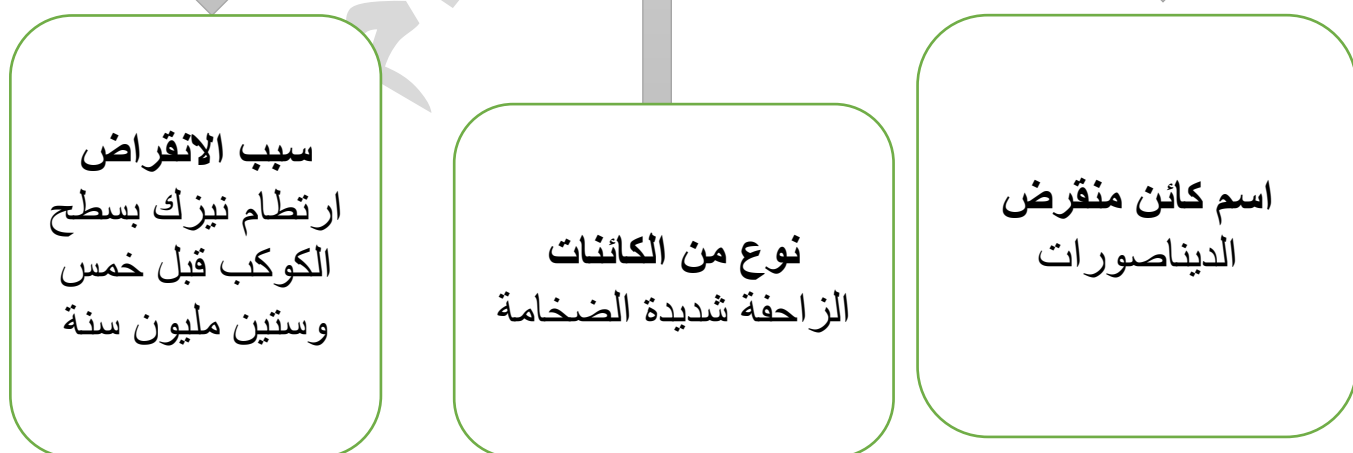 اسم كائن منقرض
الديناصورات
نوع من الكائنات
الزاحفة شديدة الضخامة
سبب الانقراض
ارتطام نيزك بسطح
الكوكب قبل خمس
وستين مليون سنة